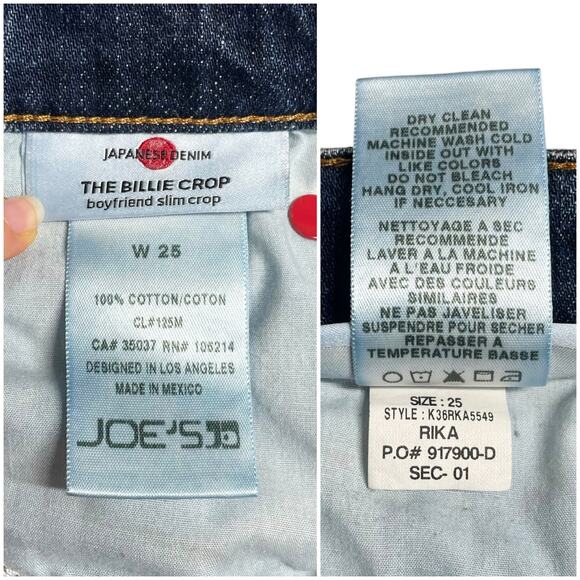 JAPANESE DENIM
THE BILLIE CROP
boyfriend slim crop
W 25
100% COTTON/COTON
CL#125M
CA# 35037 RN# 106214
DESIGNED IN LOS ANGELES
MADE IN MEXICO
JOE'S
DRY CLEAN
RECOMMENDED
MACHINE WASH COLD
INSIDE OUT WITH
LIKE COLORS
DO NOT BLEACH
HANG DRY, COOL IRON
IF NECCESARY
NETTOYAGE A SEC
RECOMMENDE
LAVER A LA MACHINE
A L'EAU FROIDE
AVEC DES COULEURS
SIMILAIRES
NE PAS JAVELISER
SUSPENDRE POUR SECHER
REPASSER A
TEMPERATURE BASSE
SIZE : 25
STYLE : K36RKA5549
RIKA
P.O# 917900-D
SEC- 01